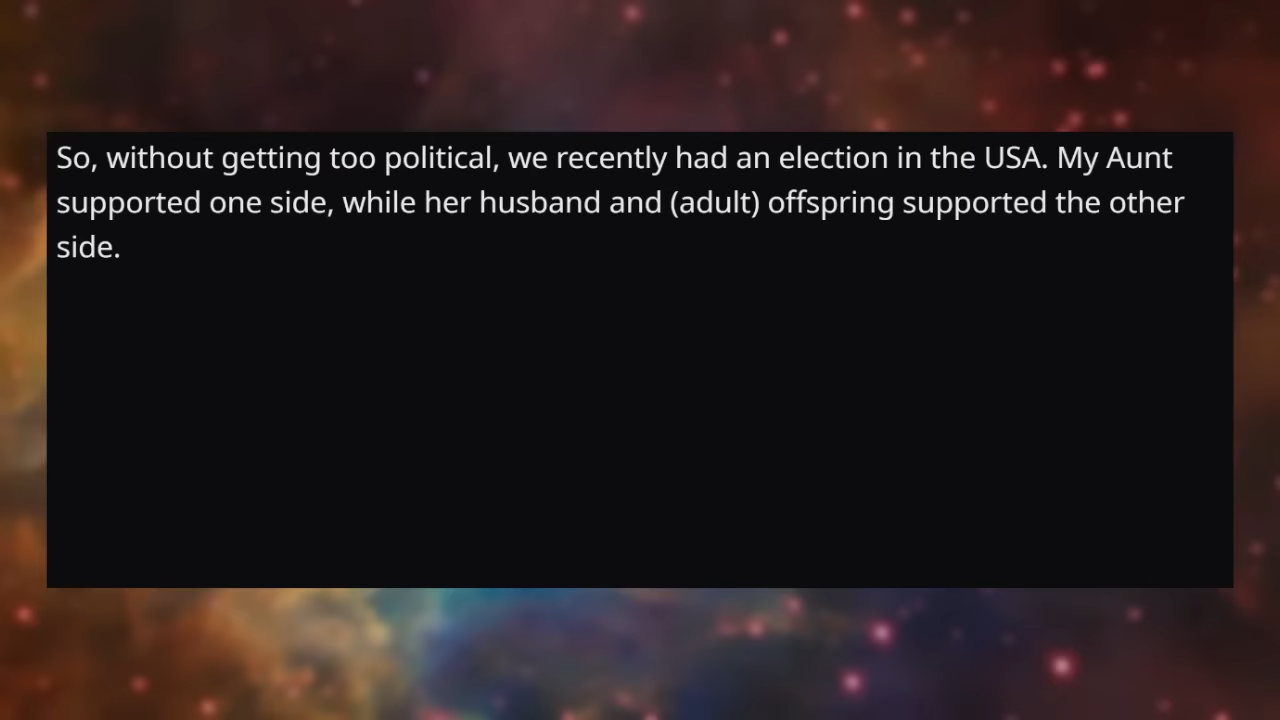 So, without getting too political, we recently had an election in the USA. My Aunt
supported one side, while her husband and (adult) offspring supported the other
side.